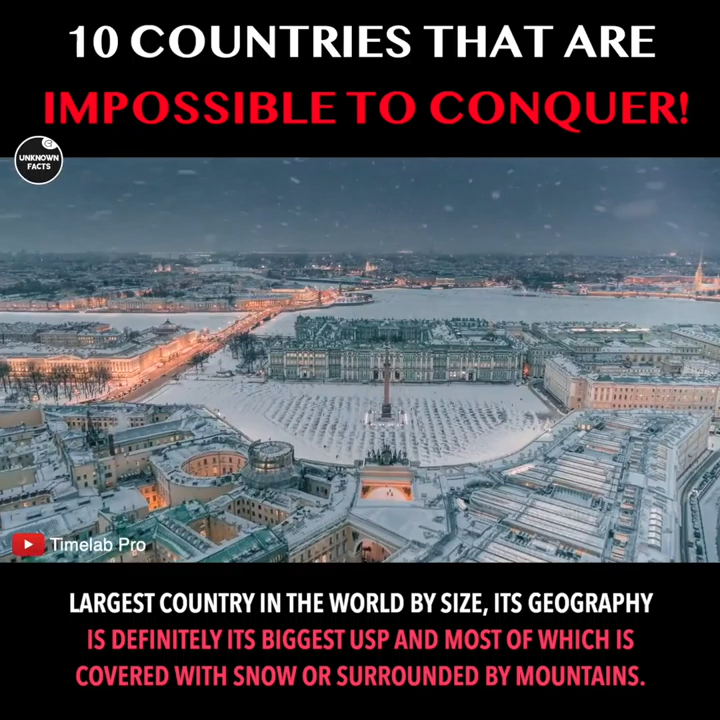 10 COUNTRIES THAT ARE
IMPOSSIBLE TO CONQUER!
UNKNOWN
FACTS
Timelab Pro
LARGEST COUNTRY IN THE WORLD BY SIZE, ITS GEOGRAPHY
IS DEFINITELY ITS BIGGEST USP AND MOST OF WHICH IS
COVERED WITH SNOW OR SURROUNDED BY MOUNTAINS.